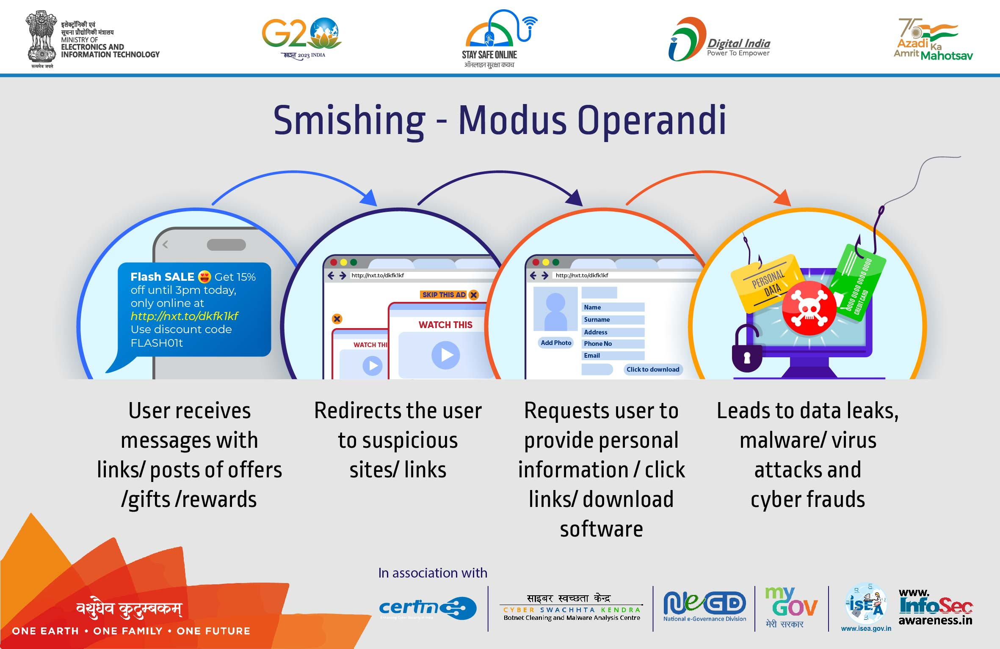 इलेक्ट्रॉनिकी एवं
सूचना प्रौद्योगिकी मंत्रालय
MINISTRY OF
ELECTRONICS AND
INFORMATION TECHNOLOGY
सत्यमेव जयते
G20
भारत 2023 INDIA
STAY SAFE ONLINE
ऑनलाइन सुरक्षा कवच
Digital India
Power To Empower
75
Azadi Ka
Amrit Mahotsav
Smishing - Modus Operandi
Flash SALE 😍 Get 15%
off until 3pm today,
only online at
http://nxt.to/dkfk1kf
Use discount code
FLASH01t
http://nxt.to/dkfk1kf
SKIP THIS AD
WATCH THIS
WATCH THI
http://nxt.to/dkfk1kf
Add Photo
Name
Surname
Address
Phone No
Email
Click to download
PERSONAL
DATA
0000 0000 0000 0000
CREDIT CARD
User receives
messages with
links/ posts of offers
/gifts /rewards
Redirects the user
to suspicious
sites/ links
Requests user to
provide personal
information / click
links/ download
software
Leads to data leaks,
malware/ virus
attacks and
cyber frauds
वसुधैव कुटुम्बकम्
ONE EARTH • ONE FAMILY • ONE FUTURE
In association with
certin
Enhancing Cyber Security in India
साइबर स्वच्छता केन्द्र
CYBER SWACHHTA KENDRA
Botnet Cleaning and Malware Analysis Centre
NeGD
National e-Governance Division
my
GOV
मेरी सरकार
iSEA
www.isea.gov.in
www.
InfoSec
awareness.in